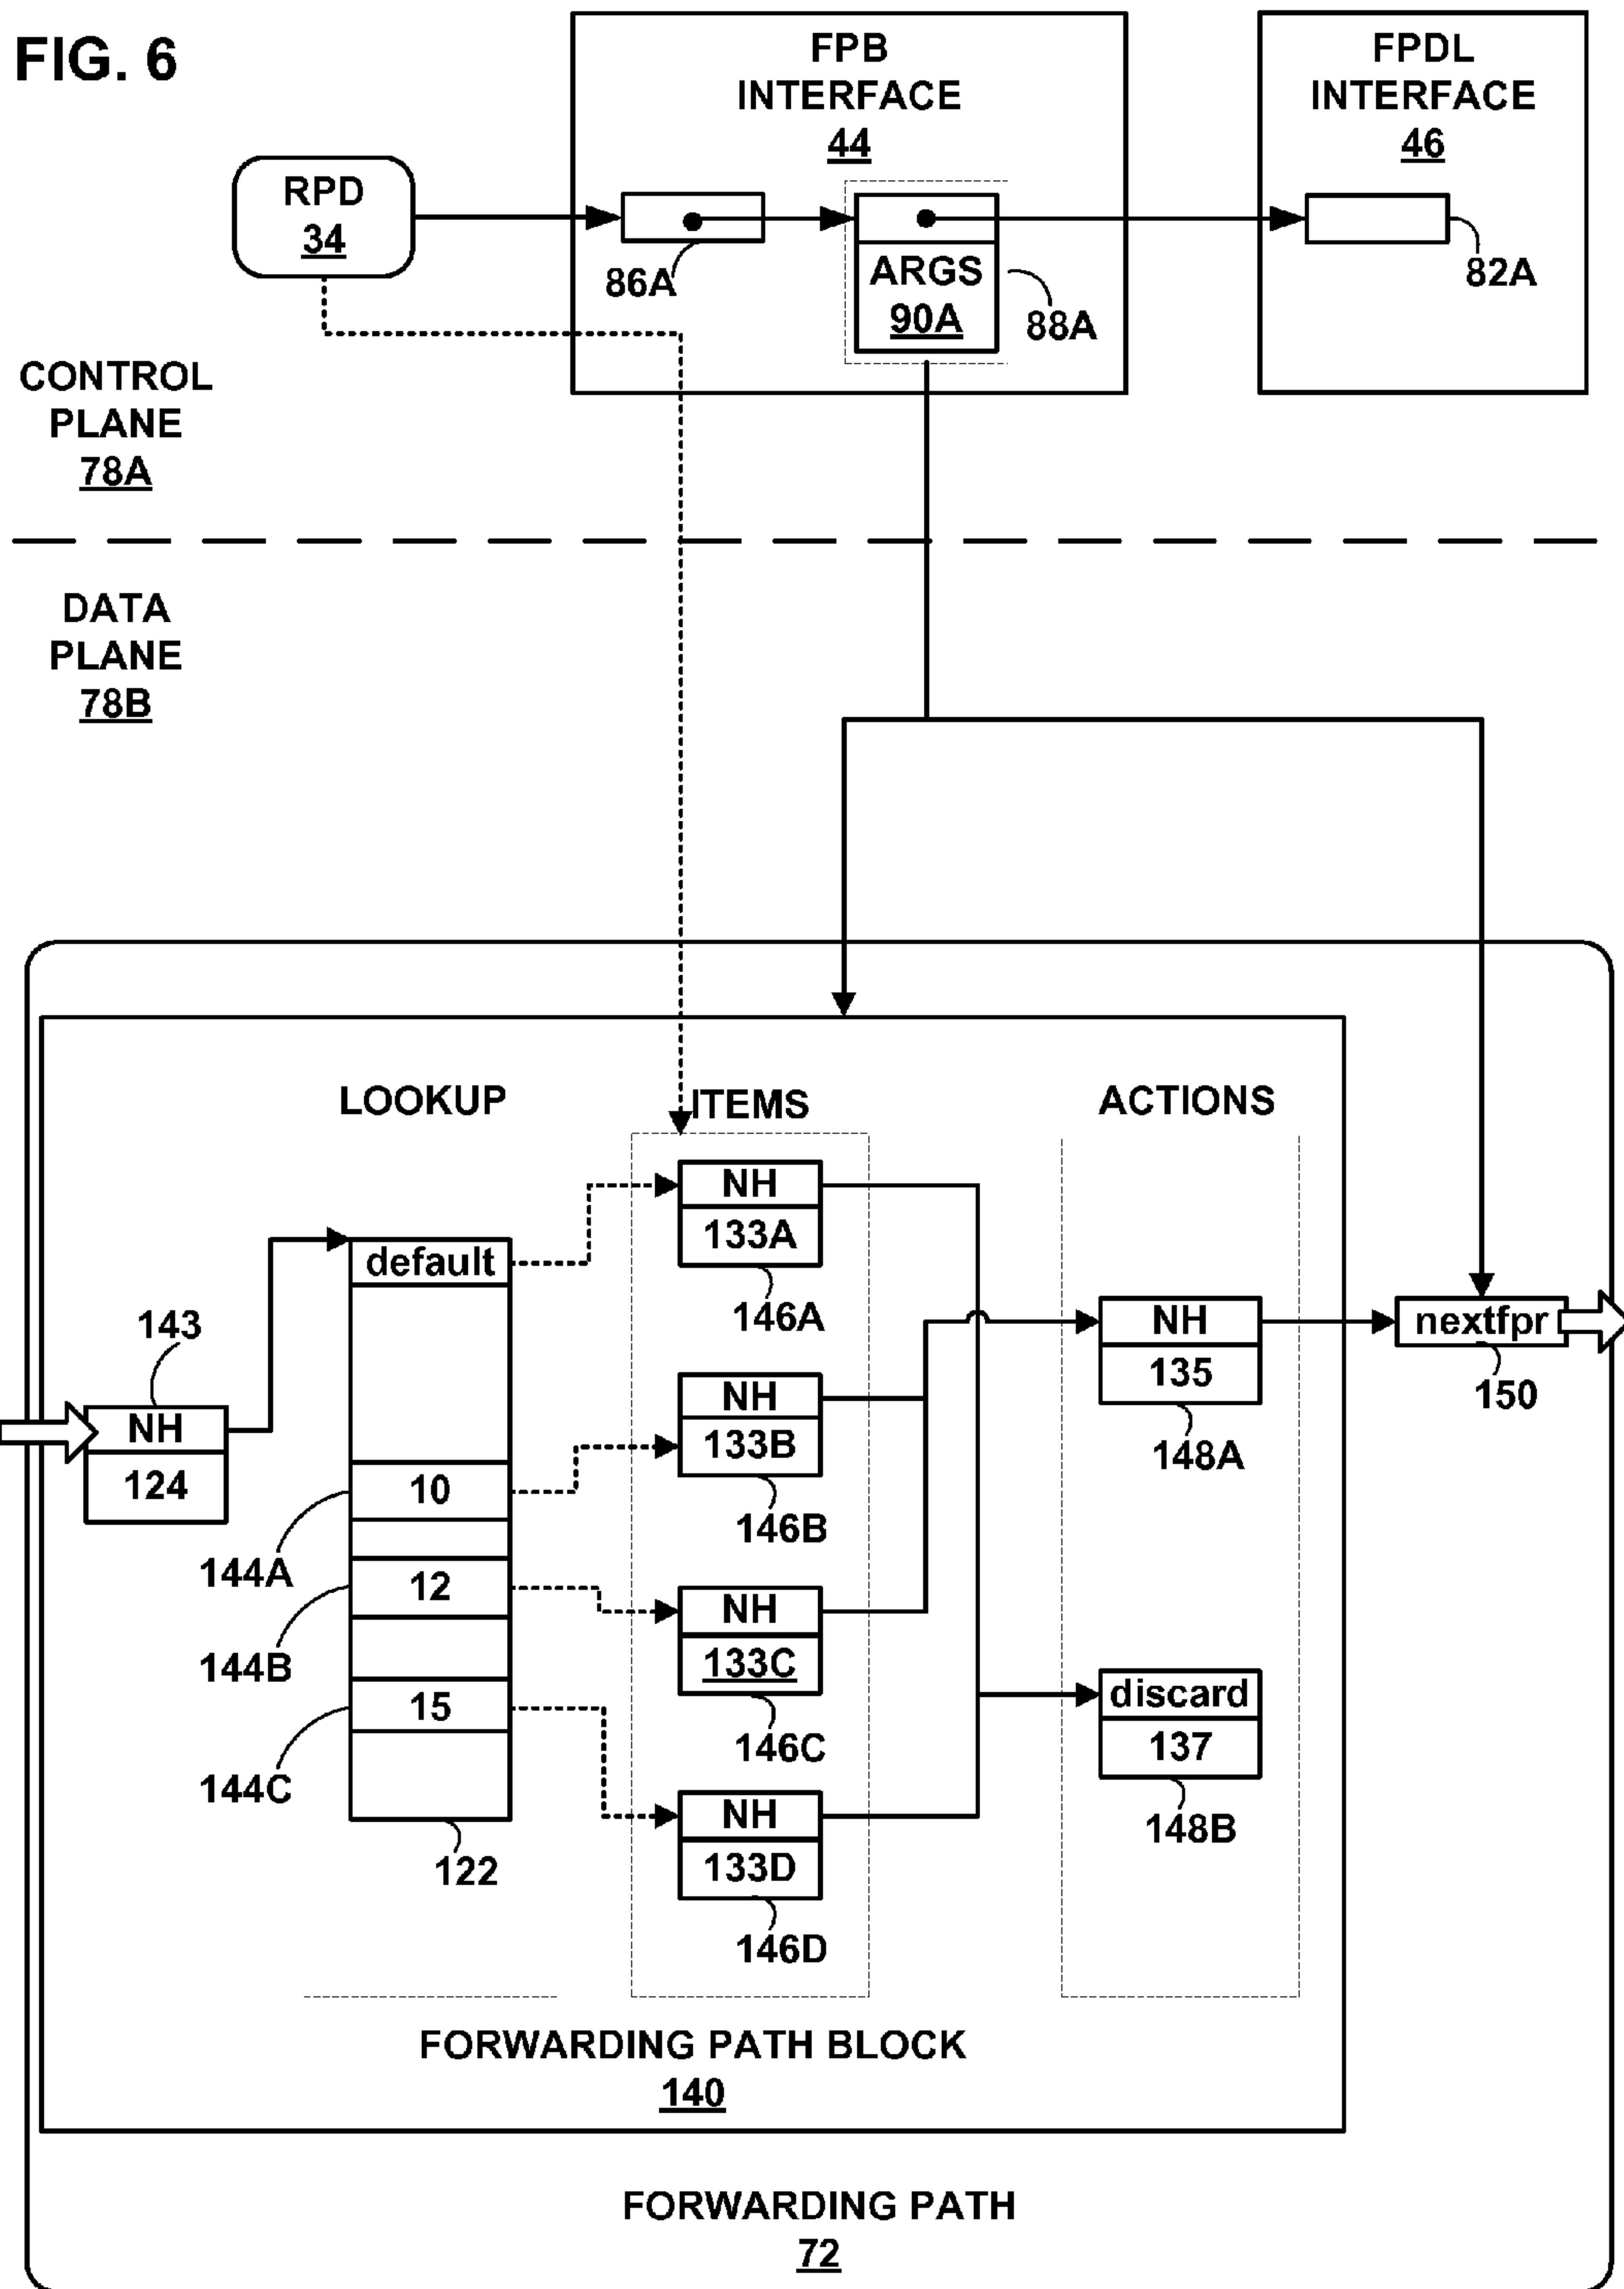 FIG. 6
FPB
INTERFACE
44
FPDL
INTERFACE
46
RPD
34
86A
ARGS
90A
88A
82A
CONTROL
PLANE
78A
DATA
PLANE
78B
LOOKUP
ITEMS
ACTIONS
143
NH
124
default
10
12
15
144A
144B
144C
122
NH
133A
146A
NH
133B
146B
NH
133C
146C
NH
133D
146D
NH
135
148A
discard
137
148B
nextfpr
150
FORWARDING PATH BLOCK
140
FORWARDING PATH
72